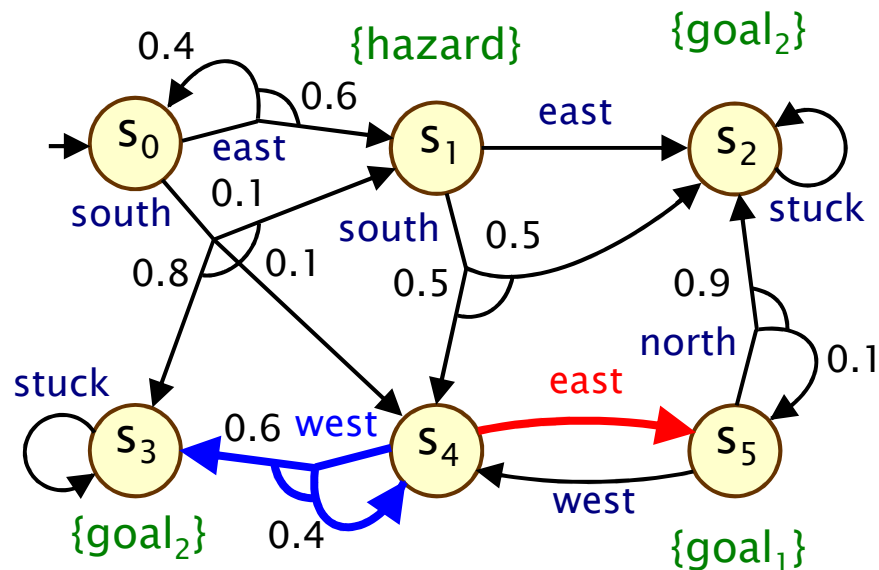 {hazard}
{goal₂}
0.4
0.6
s₀
east
s₁
east
s₂
south
0.1
south
0.5
stuck
0.8
0.1
0.5
0.9
north
0.1
stuck
east
0.6
west
s₃
s₄
s₅
0.4
west
{goal₂}
{goal₁}